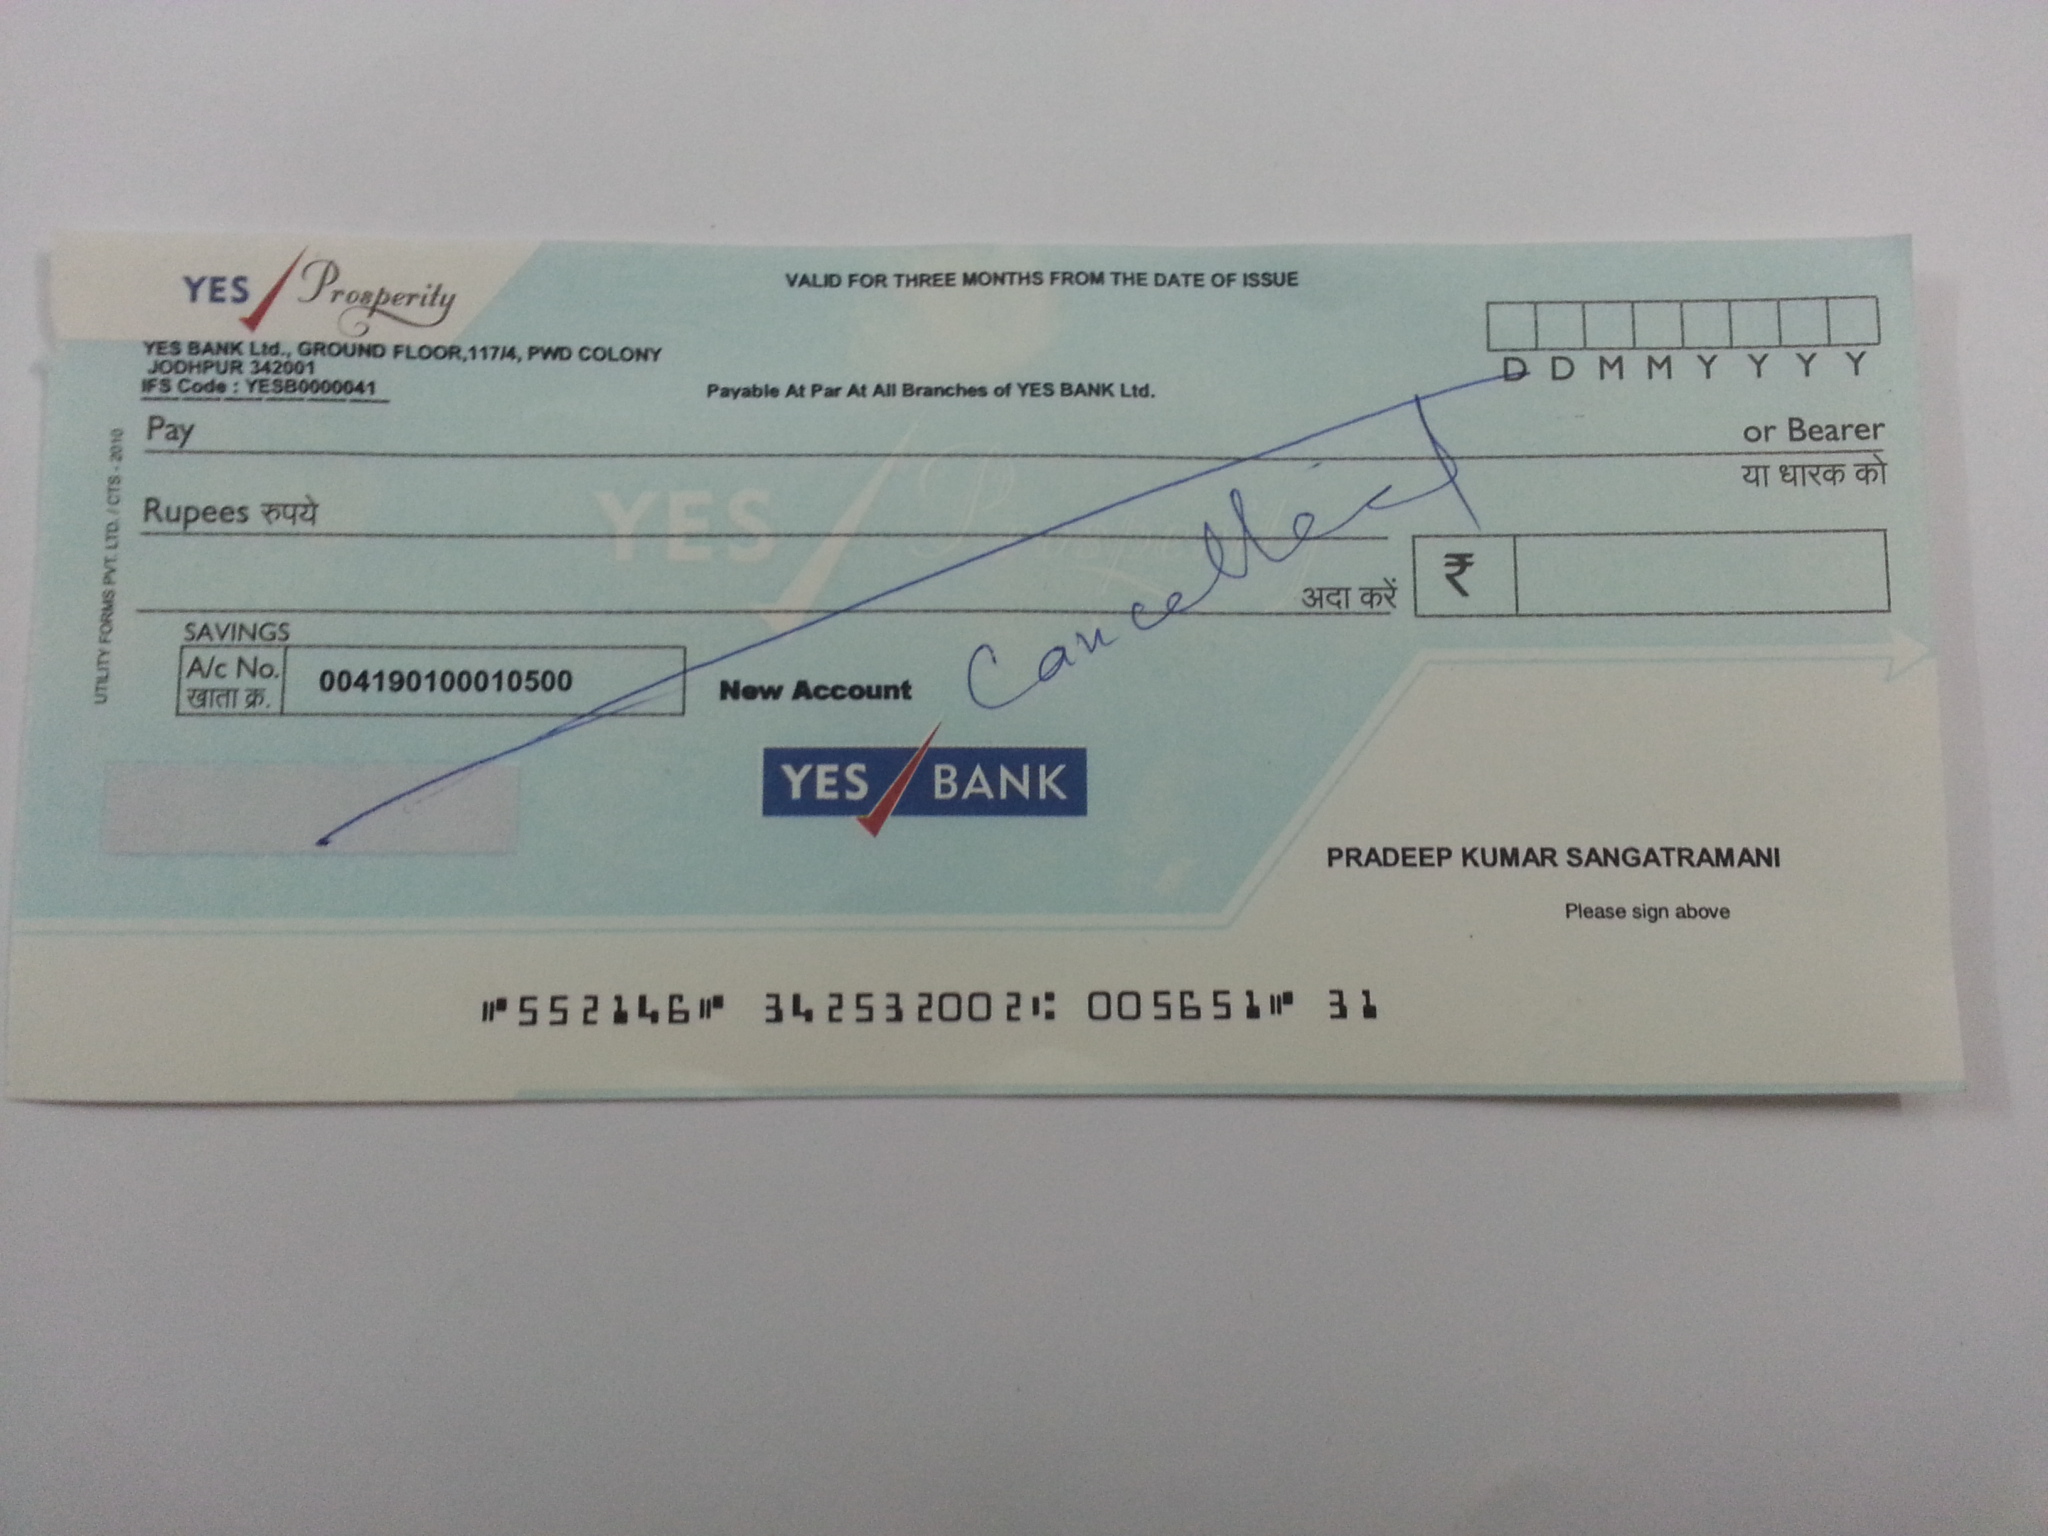 YES Prosperity
VALID FOR THREE MONTHS FROM THE DATE OF ISSUE
YES BANK Ltd., GROUND FLOOR,117/4, PWD COLONY
JODHPUR 342001
IFS Code : YESB0000041
Payable At Par At All Branches of YES BANK Ltd.
D D M M Y Y Y Y
Pay
or Bearer
या धारक को
Rupees रुपये
YES Prosperity
अदा करें
₹
SAVINGS
A/c No.
खाता क्र.
004190100010500
New Account
Cancelled
YES BANK
PRADEEP KUMAR SANGATRAMANI
Please sign above
UTILITY FORMS PVT. LTD. / CTS - 2010
⑈552146⑈ 342532002⑆ 005651⑈ 31